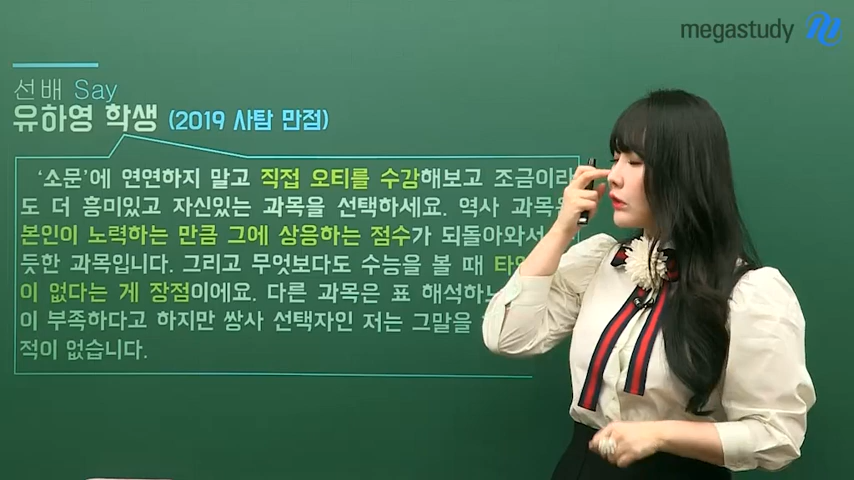 megastudy
선배 Say
유하영 학생 (2019 사탐 만점)
'소문'에 연연하지 말고 직접 오티를 수강해보고 조금이라
도 더 흥미있고 자신있는 과목을 선택하세요. 역사
본인이 노력하는 만큼 그에 상응하는 점수가 되돌아와서
듯한 과목입니다. 그리고 무엇보다도 수능을 볼 때
이 없다는 게 장점이에요. 다른 과목은 표
이 부족하다고 하지만 쌍사 선택자인 저는 그말을
적이 없습니다.